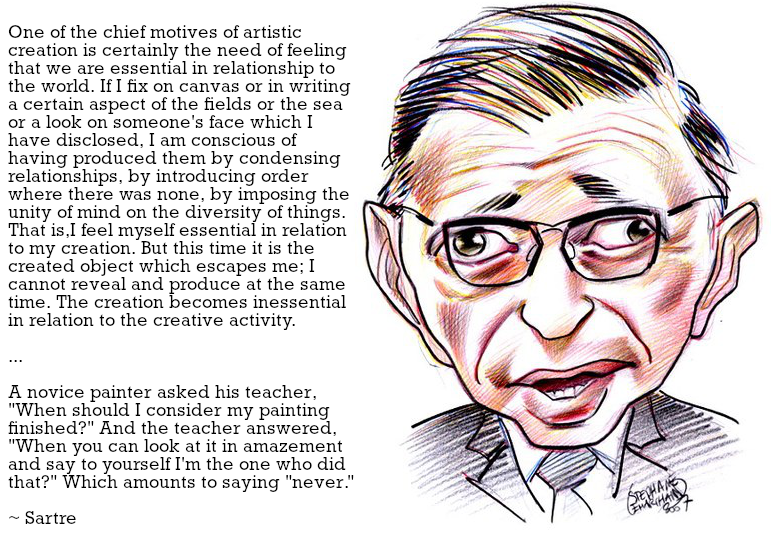 One of the chief motives of artistic
creation is certainly the need of feeling
that we are essential in relationship to
the world. If I fix on canvas or in writing
a certain aspect of the fields or the sea
or a look on someone's face which I
have disclosed, I am conscious of
having produced them by condensing
relationships, by introducing order
where there was none, by imposing the
unity of mind on the diversity of things.
That is,I feel myself essential in relation
to my creation. But this time it is the
created object which escapes me; I
cannot reveal and produce at the same
time. The creation becomes inessential
in relation to the creative activity.
...
A novice painter asked his teacher,
"When should I consider my painting
finished?" And the teacher answered,
"When you can look at it in amazement
and say to yourself I'm the one who did
that?" Which amounts to saying "never."
~ Sartre